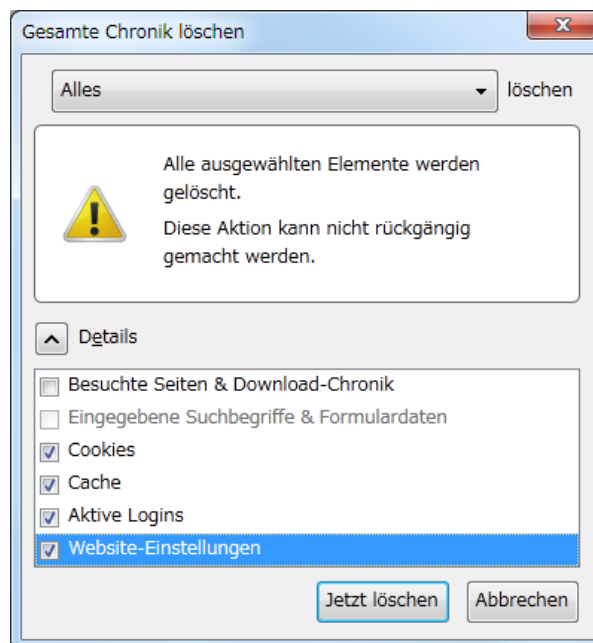 Gesamte Chronik löschen
Alles löschen
Alle ausgewählten Elemente werden
gelöscht.
Diese Aktion kann nicht rückgängig
gemacht werden.
Details
Besuchte Seiten & Download-Chronik
Eingegebene Suchbegriffe & Formulardaten
Cookies
Cache
Aktive Logins
Website-Einstellungen
Jetzt löschen Abbrechen